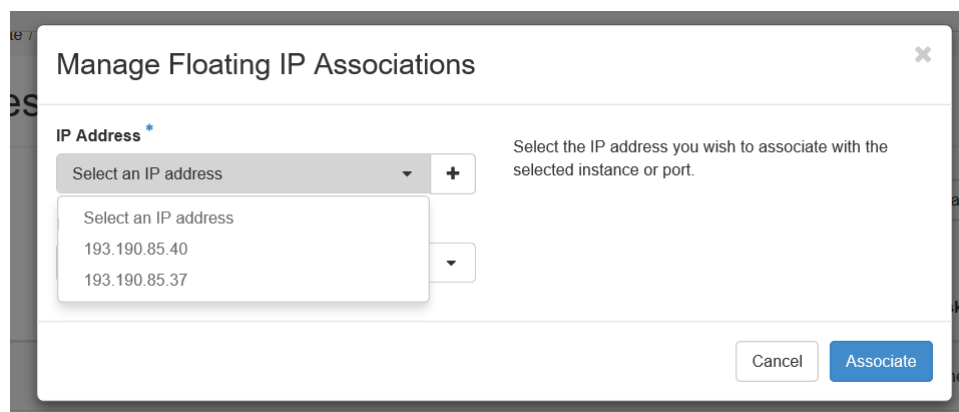 Manage Floating IP Associations
×
IP Address *
Select an IP address
+
Select the IP address you wish to associate with the
selected instance or port.
Select an IP address
193.190.85.40
193.190.85.37
Cancel
Associate